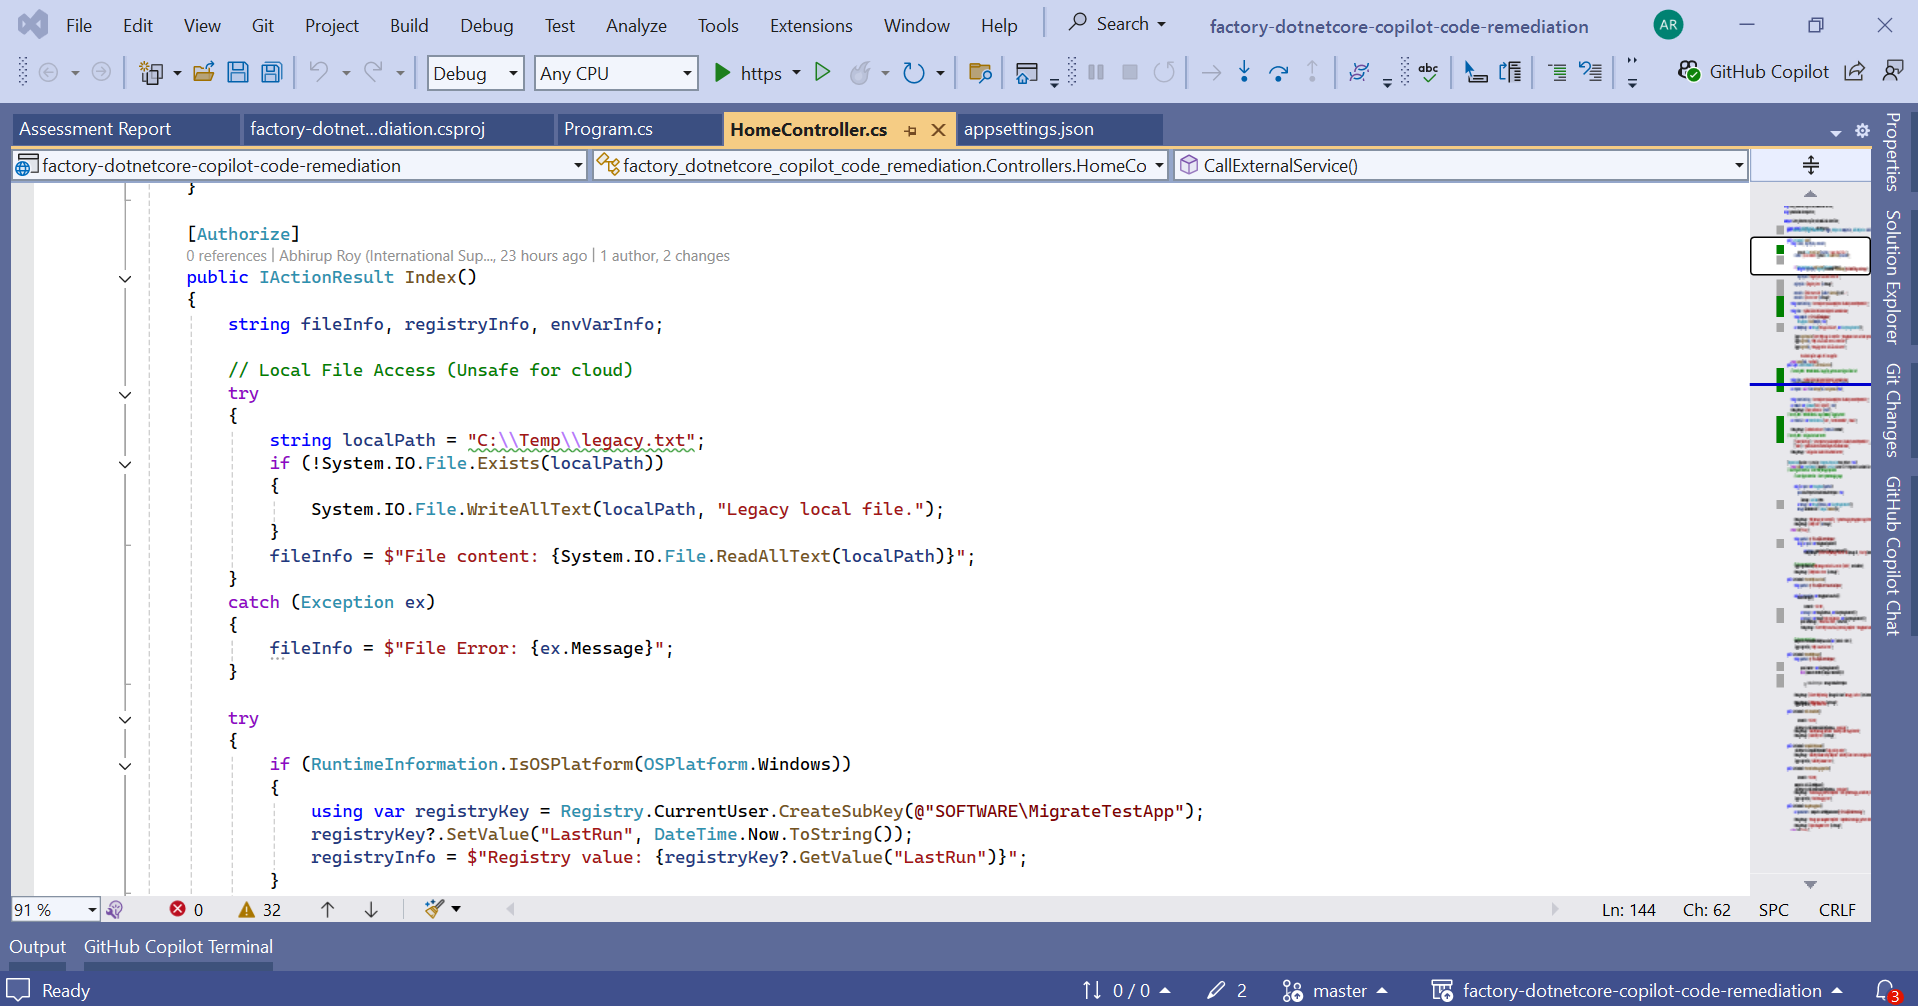 File Edit View Git Project Build Debug Test Analyze Tools Extensions Window Help Search factory-dotnetcore-copilot-code-remediation AR
Debug Any CPU https abc GitHub Copilot
Assessment Report factory-dotnet...diation.csproj Program.cs HomeController.cs appsettings.json
factory-dotnetcore-copilot-code-remediation factory_dotnetcore_copilot_code_remediation.Controllers.HomeCo CallExternalService()
}
[Authorize]
0 references | Abhirup Roy (International Sup..., 23 hours ago | 1 author, 2 changes
public IActionResult Index()
{
string fileInfo, registryInfo, envVarInfo;
// Local File Access (Unsafe for cloud)
try
{
string localPath = "C:\\Temp\\legacy.txt";
if (!System.IO.File.Exists(localPath))
{
System.IO.File.WriteAllText(localPath, "Legacy local file.");
}
fileInfo = $"File content: {System.IO.File.ReadAllText(localPath)}";
}
catch (Exception ex)
{
fileInfo = $"File Error: {ex.Message}";
}
try
{
if (RuntimeInformation.IsOSPlatform(OSPlatform.Windows))
{
using var registryKey = Registry.CurrentUser.CreateSubKey(@"SOFTWARE\MigrateTestApp");
registryKey?.SetValue("LastRun", DateTime.Now.ToString());
registryInfo = $"Registry value: {registryKey?.GetValue("LastRun")}";
}
Properties
Solution Explorer
Git Changes
GitHub Copilot Chat
91 % 0 32 Ln: 144 Ch: 62 SPC CRLF
Output GitHub Copilot Terminal
Ready 0 / 0 2 master factory-dotnetcore-copilot-code-remediation 3